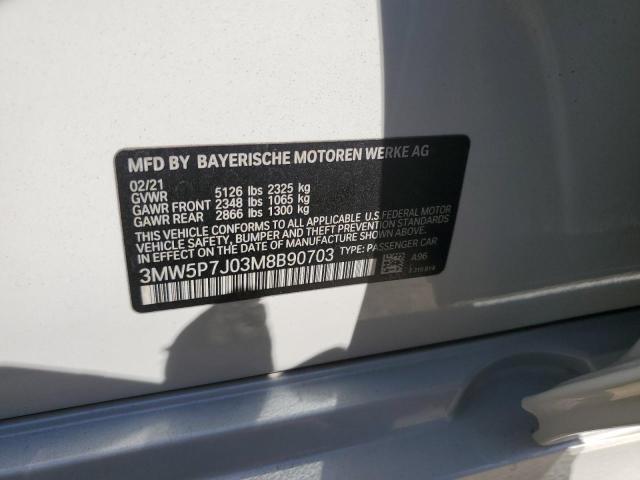 MFD BY BAYERISCHE MOTOREN WERKE AG
02/21
GVWR 5126 lbs 2325 kg
GAWR FRONT 2348 lbs 1065 kg
GAWR REAR 2866 lbs 1300 kg
THIS VEHICLE CONFORMS TO ALL APPLICABLE U.S FEDERAL MOTOR
VEHICLE SAFETY, BUMPER, AND THEFT PREVENTION STANDARDS
IN EFFECT ON THE DATE OF MANUFACTURE SHOWN ABOVE.
3MW5P7J03M8B90703 TYPE: PASSENGER CAR
A96